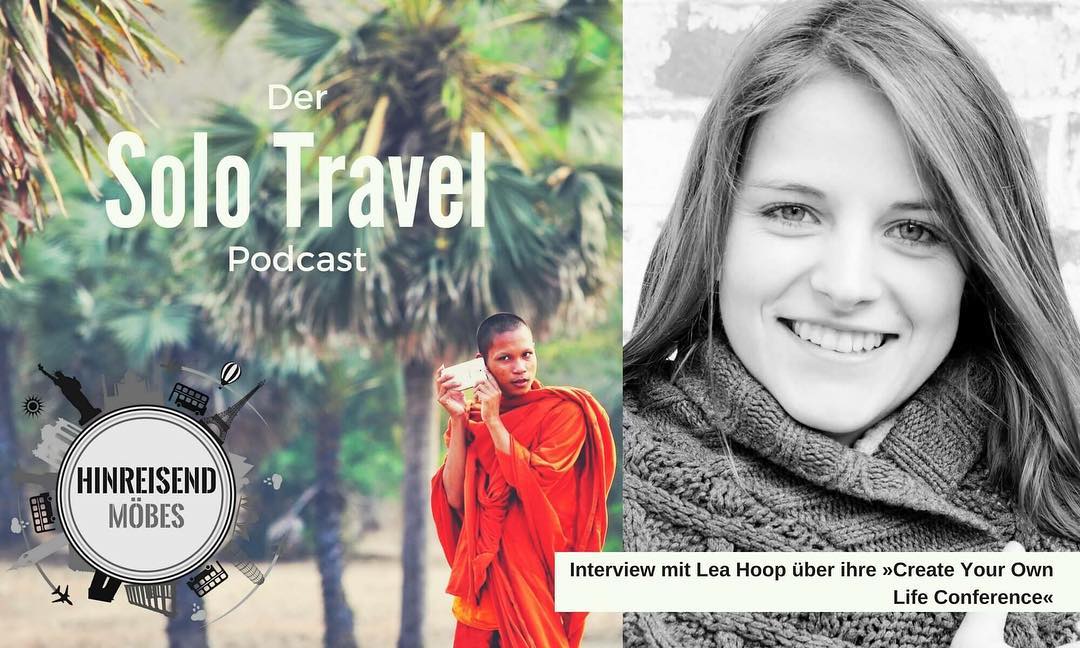 Der
Solo Travel
Podcast
HINREISEND
MÖBES
Interview mit Lea Hoop über ihre »Create Your Own
Life Conference«